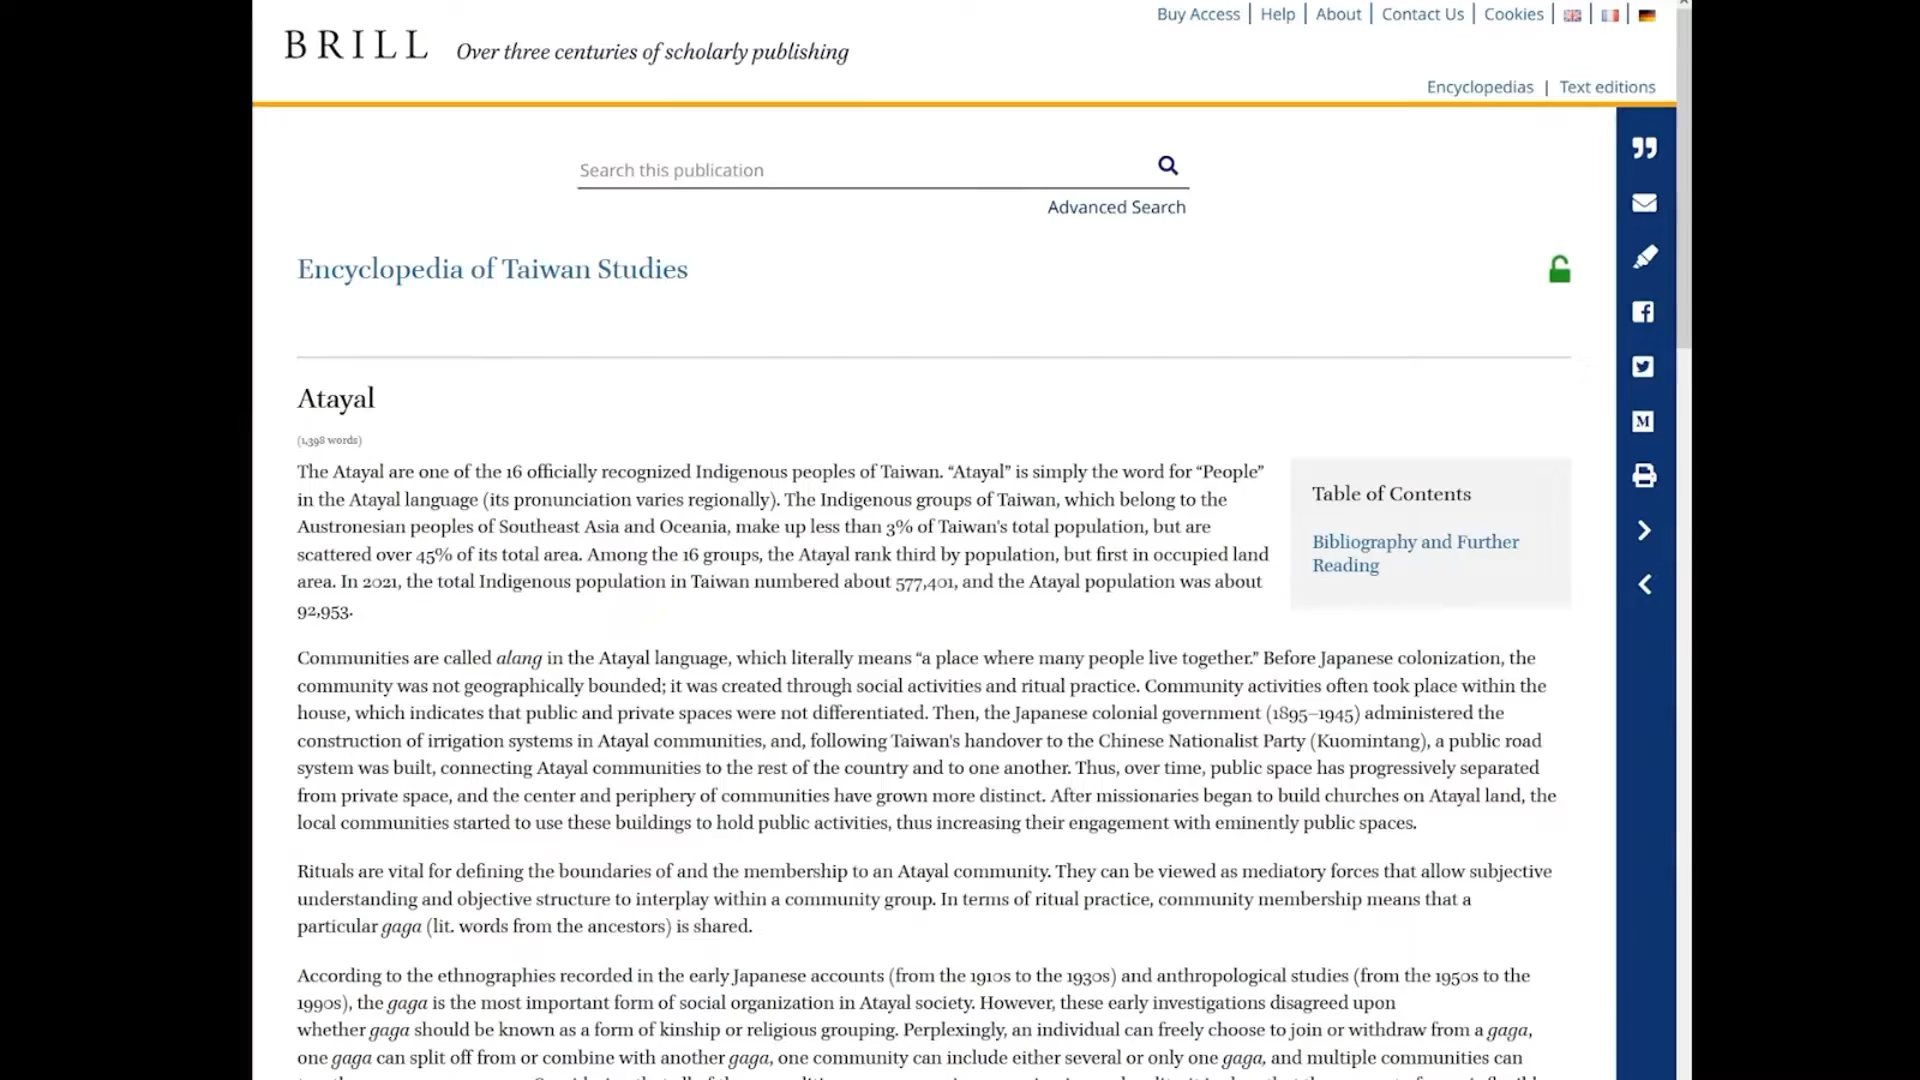 Buy Access | Help | About | Contact Us | Cookies
BRILL Over three centuries of scholarly publishing
Encyclopedias | Text editions
Search this publication
Advanced Search
Encyclopedia of Taiwan Studies
Atayal
(1,398 words)
The Atayal are one of the 16 officially recognized Indigenous peoples of Taiwan. “Atayal” is simply the word for “People”
in the Atayal language (its pronunciation varies regionally). The Indigenous groups of Taiwan, which belong to the
Austronesian peoples of Southeast Asia and Oceania, make up less than 3% of Taiwan's total population, but are
scattered over 45% of its total area. Among the 16 groups, the Atayal rank third by population, but first in occupied land
area. In 2021, the total Indigenous population in Taiwan numbered about 577,401, and the Atayal population was about
92,953.
Table of Contents
Bibliography and Further
Reading
Communities are called alang in the Atayal language, which literally means “a place where many people live together.” Before Japanese colonization, the
community was not geographically bounded; it was created through social activities and ritual practice. Community activities often took place within the
house, which indicates that public and private spaces were not differentiated. Then, the Japanese colonial government (1895–1945) administered the
construction of irrigation systems in Atayal communities, and, following Taiwan's handover to the Chinese Nationalist Party (Kuomintang), a public road
system was built, connecting Atayal communities to the rest of the country and to one another. Thus, over time, public space has progressively separated
from private space, and the center and periphery of communities have grown more distinct. After missionaries began to build churches on Atayal land, the
local communities started to use these buildings to hold public activities, thus increasing their engagement with eminently public spaces.
Rituals are vital for defining the boundaries of and the membership to an Atayal community. They can be viewed as mediatory forces that allow subjective
understanding and objective structure to interplay within a community group. In terms of ritual practice, community membership means that a
particular gaga (lit. words from the ancestors) is shared.
According to the ethnographies recorded in the early Japanese accounts (from the 1910s to the 1930s) and anthropological studies (from the 1950s to the
1990s), the gaga is the most important form of social organization in Atayal society. However, these early investigations disagreed upon
whether gaga should be known as a form of kinship or religious grouping. Perplexingly, an individual can freely choose to join or withdraw from a gaga,
one gaga can split off from or combine with another gaga, one community can include either several or only one gaga, and multiple communities can